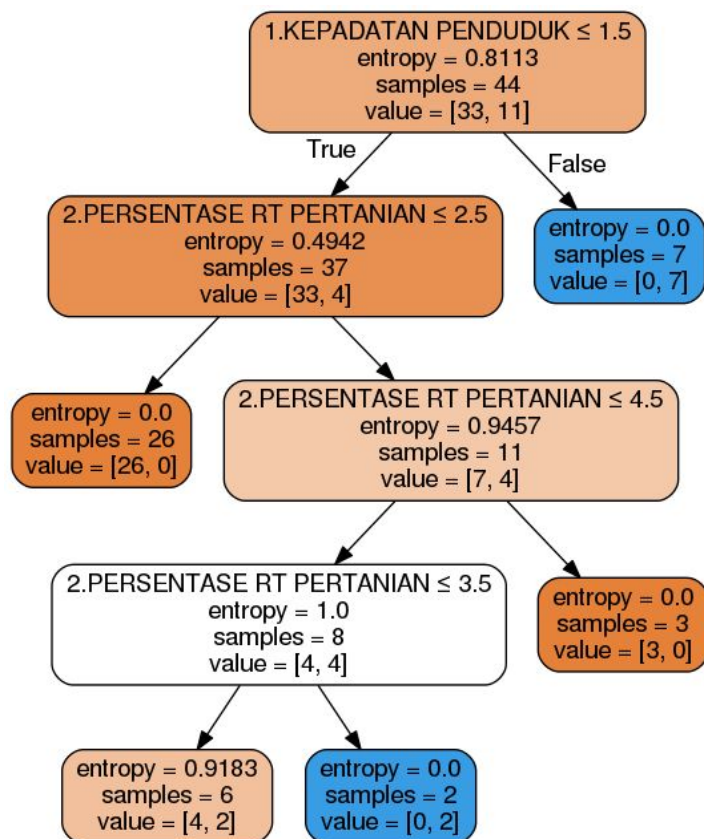 1.KEPADATAN PENDUDUK ≤ 1.5
entropy = 0.8113
samples = 44
value = [33, 11]
True
False
2.PERSENTASE RT PERTANIAN ≤ 2.5
entropy = 0.4942
samples = 37
value = [33, 4]
entropy = 0.0
samples = 7
value = [0, 7]
entropy = 0.0
samples = 26
value = [26, 0]
2.PERSENTASE RT PERTANIAN ≤ 4.5
entropy = 0.9457
samples = 11
value = [7, 4]
2.PERSENTASE RT PERTANIAN ≤ 3.5
entropy = 1.0
samples = 8
value = [4, 4]
entropy = 0.0
samples = 3
value = [3, 0]
entropy = 0.9183
samples = 6
value = [4, 2]
entropy = 0.0
samples = 2
value = [0, 2]